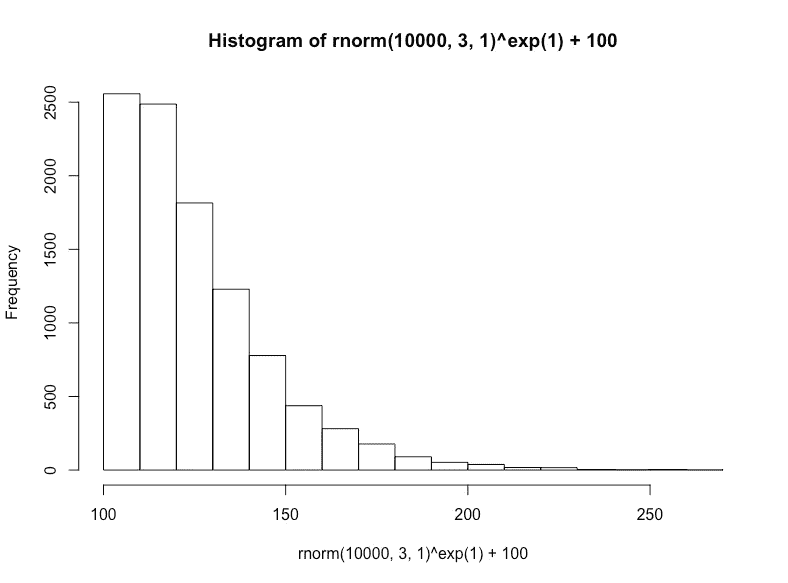 Histogram of rnorm(10000, 3, 1)^exp(1) + 100
Frequency
2500
2000
1500
1000
500
0
100 150 200 250
rnorm(10000, 3, 1)^exp(1) + 100